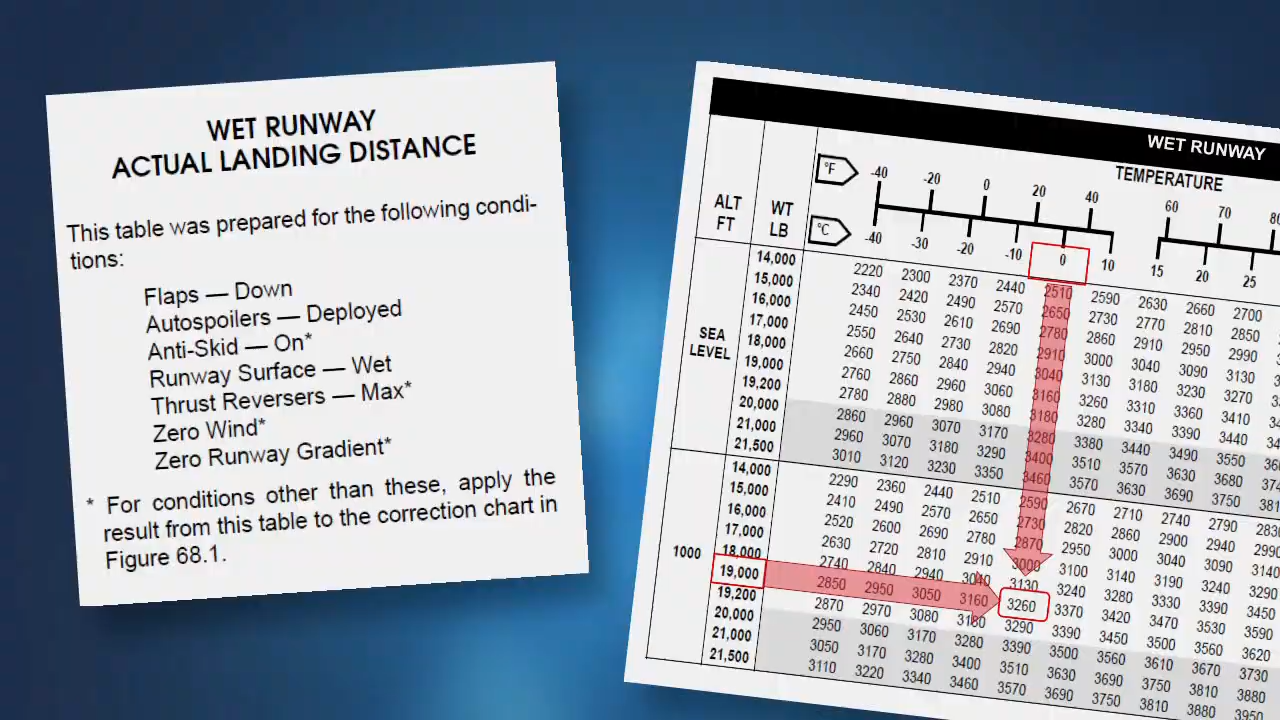 WET RUNWAY
ACTUAL LANDING DISTANCE
This table was prepared for the following condi-
tions:
Flaps — Down
Autospoilers — Deployed
Anti-Skid — On*
Runway Surface — Wet
Thrust Reversers — Max*
Zero Wind*
Zero Runway Gradient*
* For conditions other than these, apply the
result from this table to the correction chart in
Figure 68.1.
WET RUNWAY
TEMPERATURE
ALT FT
WT LB
°F -40 -20 0 20 40 60 70
°C -40 -30 -20 -10 0 10 15 20 25
SEA LEVEL
14,000 2220 2300 2370 2440 2510 2590 2630 2660 2700
15,000 2340 2420 2490 2570 2650 2730 2770 2810 2850
16,000 2450 2530 2610 2690 2780 2860 2910 2950 2990
17,000 2550 2640 2730 2820 2910 3000 3040 3090 3130
18,000 2660 2750 2840 2940 3040 3130 3180 3230 3270
19,000 2760 2860 2960 3060 3160 3260 3310 3360 3410
19,200 2780 2880 2980 3080 3180 3280 3340 3390 3440
20,000 2860 2960 3070 3170 3280 3380 3440 3490 3550
21,000 2960 3070 3180 3290 3400 3510 3570 3630 3680
21,500 3010 3120 3230 3350 3460 3570 3630 3690 3750
1000
14,000 2290 2360 2440 2510 2590 2670 2710 2740 2790
15,000 2410 2490 2570 2650 2730 2820 2860 2900 2940
16,000 2520 2600 2690 2780 2870 2950 3000 3040 3090
17,000 2630 2720 2810 2910 3000 3100 3140 3190 3240 3290
18,000 2740 2840 2940 3040 3130 3240 3280 3330 3390 3450
19,000 2850 2950 3050 3160 3260 3370 3420 3470 3530 3590
19,200 2870 2970 3080 3180 3290 3390 3450 3500 3560 3620
20,000 2950 3060 3170 3280 3390 3500 3560 3610 3670 3730
21,000 3050 3170 3280 3400 3510 3630 3690 3750 3810 3880
21,500 3110 3220 3340 3460 3570 3690 3750 3810 3880 3950